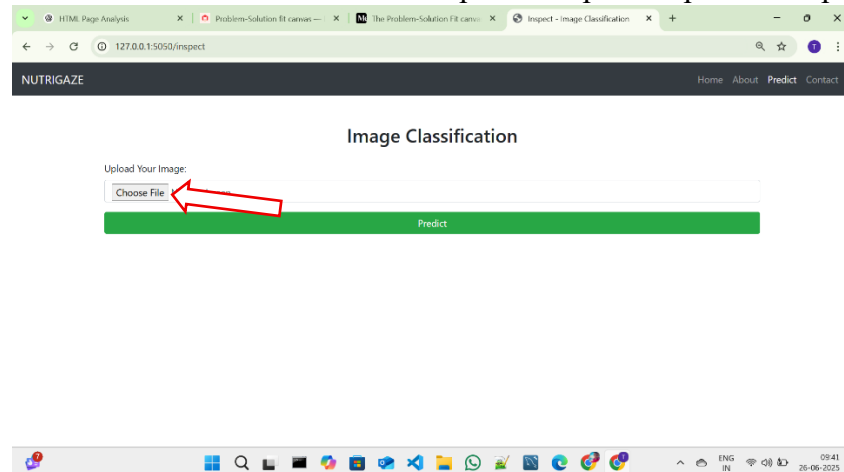 HTML Page Analysis
Problem-Solution fit canvas —
The Problem-Solution Fit canva
Inspect - Image Classification
127.0.0.1:5050/inspect
NUTRIGAZE
Home About Predict Contact
Image Classification
Upload Your Image:
Choose File
Predict
ENG
IN
09:41
26-06-2025